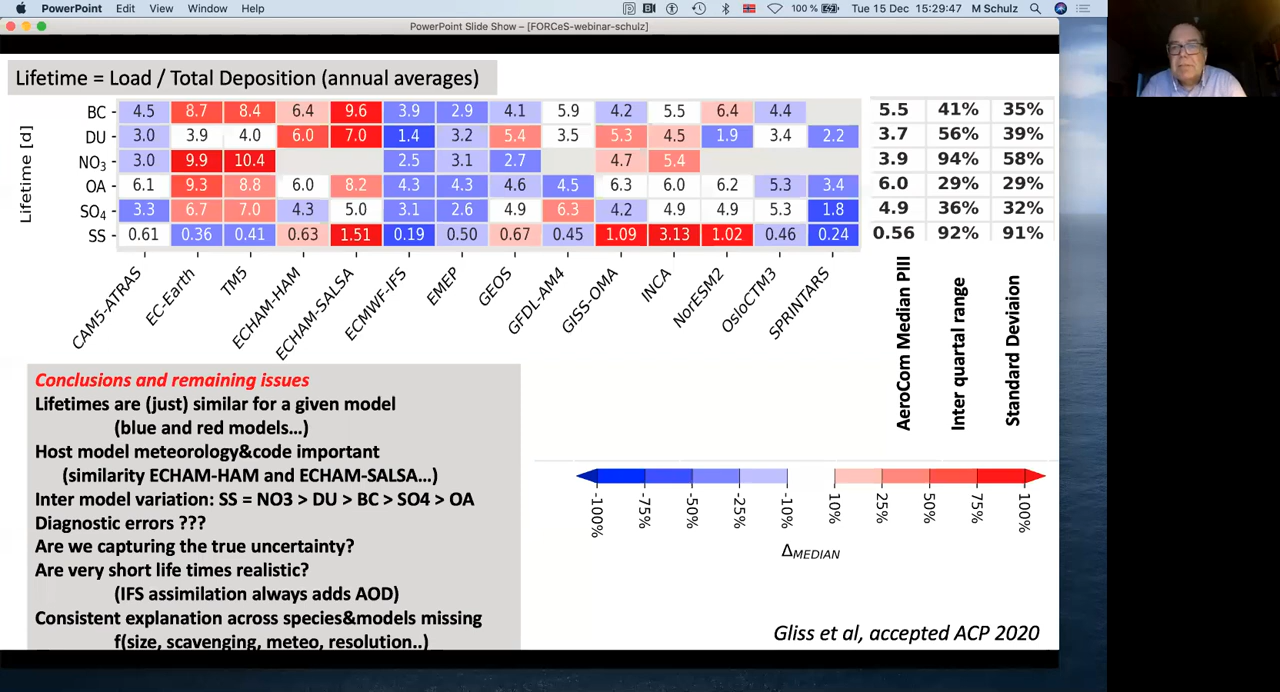 PowerPoint Edit View Window Help 100 % Tue 15 Dec 15:29:47 M Schulz
PowerPoint Slide Show – [FORCeS-webinar-schulz]
Lifetime = Load / Total Deposition (annual averages)
Lifetime [d]
BC 4.5 8.7 8.4 6.4 9.6 3.9 2.9 4.1 5.9 4.2 5.5 6.4 4.4 5.5 41% 35%
DU 3.0 3.9 4.0 6.0 7.0 1.4 3.2 5.4 3.5 5.3 4.5 1.9 3.4 2.2 3.7 56% 39%
NO3 3.0 9.9 10.4 2.5 3.1 2.7 4.7 5.4 3.9 94% 58%
OA 6.1 9.3 8.8 6.0 8.2 4.3 4.3 4.6 4.5 6.3 6.0 6.2 5.3 3.4 6.0 29% 29%
SO4 3.3 6.7 7.0 4.3 5.0 3.1 2.6 4.9 6.3 4.2 4.9 4.9 5.3 1.8 4.9 36% 32%
SS 0.61 0.36 0.41 0.63 1.51 0.19 0.50 0.67 0.45 1.09 3.13 1.02 0.46 0.24 0.56 92% 91%
CAM5-ATRAS EC-Earth TM5 ECHAM-HAM ECHAM-SALSA ECMWF-IFS EMEP GEOS GFDL-AM4 GISS-OMA INCA NorESM2 OsloCTM3 SPRINTARS
AeroCom Median PIII
Inter quartal range
Standard Deviaion
Conclusions and remaining issues
Lifetimes are (just) similar for a given model
(blue and red models...)
Host model meteorology&code important
(similarity ECHAM-HAM and ECHAM-SALSA...)
Inter model variation: SS = NO3 > DU > BC > SO4 > OA
Diagnostic errors ???
Are we capturing the true uncertainty?
Are very short life times realistic?
(IFS assimilation always adds AOD)
Consistent explanation across species&models missing
f(size, scavenging, meteo, resolution..)
-100% -75% -50% -25% -10% 10% 25% 50% 75% 100%
ΔMEDIAN
Gliss et al, accepted ACP 2020